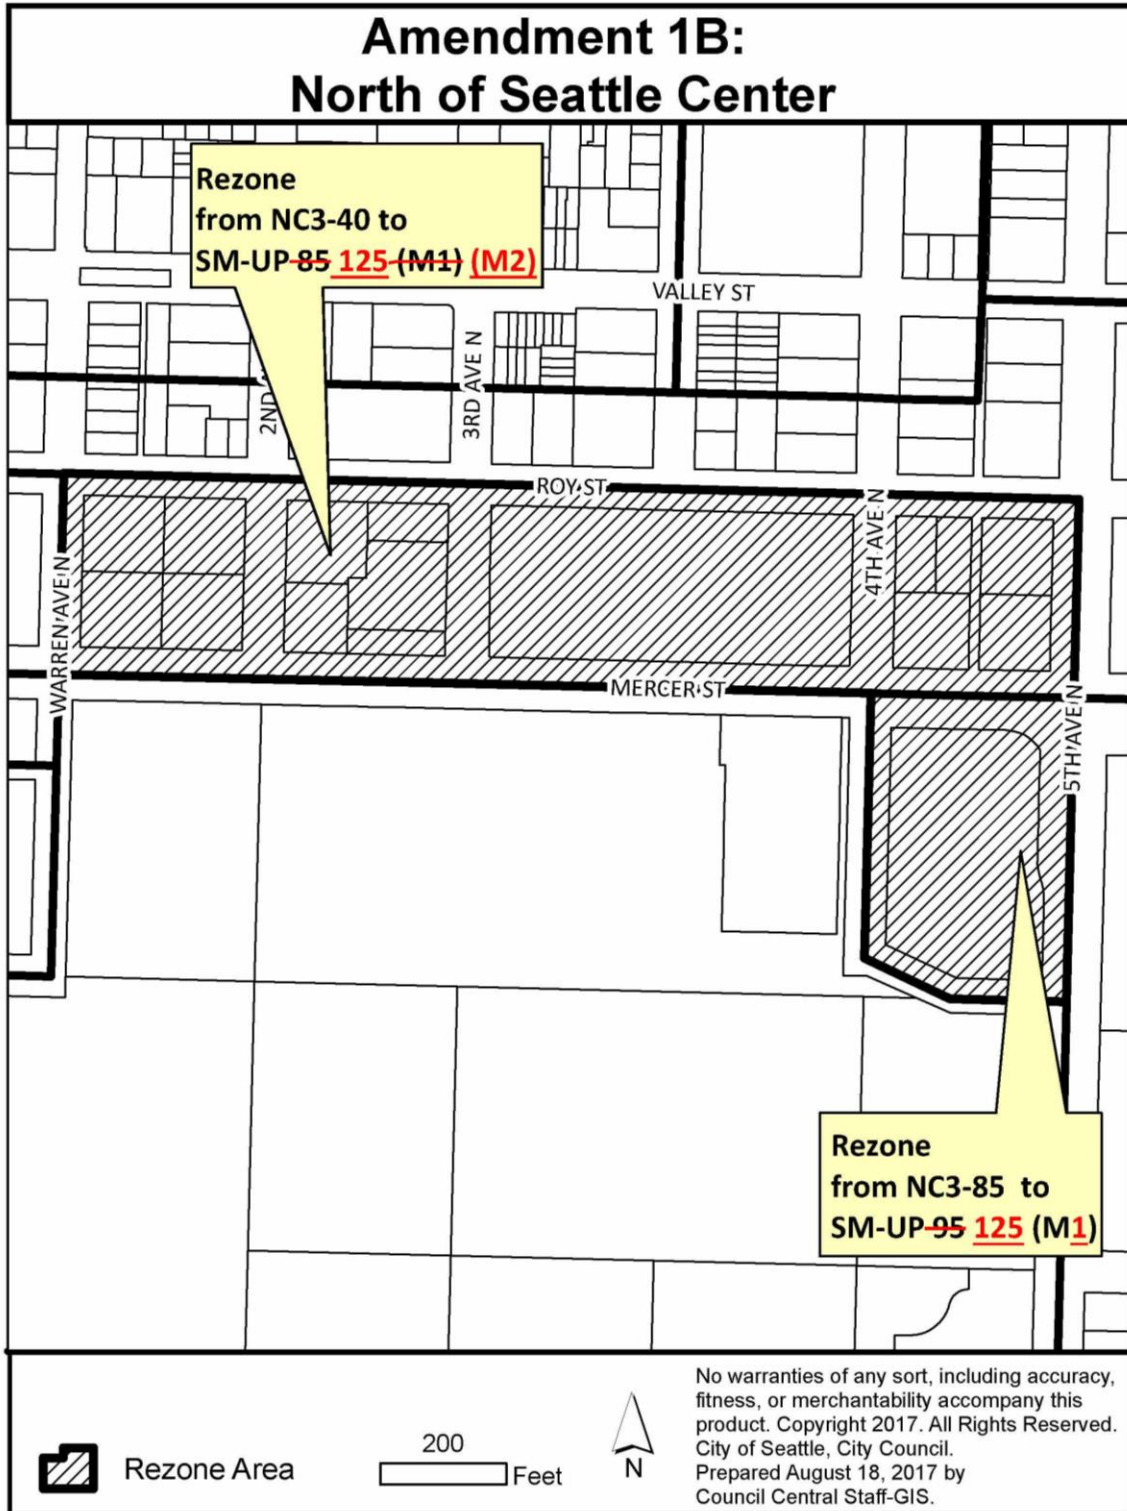 Amendment 1B:
North of Seattle Center
Rezone
from NC3-40 to
SM-UP 85 125 (M1) (M2)
VALLEY ST
2ND
3RD AVE N
ROY ST
4TH AVE N
WARREN AVE N
MERCER ST
5TH AVE N
Rezone
from NC3-85 to
SM-UP 95 125 (M1)
Rezone Area
200
Feet
N
No warranties of any sort, including accuracy,
fitness, or merchantability accompany this
product. Copyright 2017. All Rights Reserved.
City of Seattle, City Council.
Prepared August 18, 2017 by
Council Central Staff-GIS.